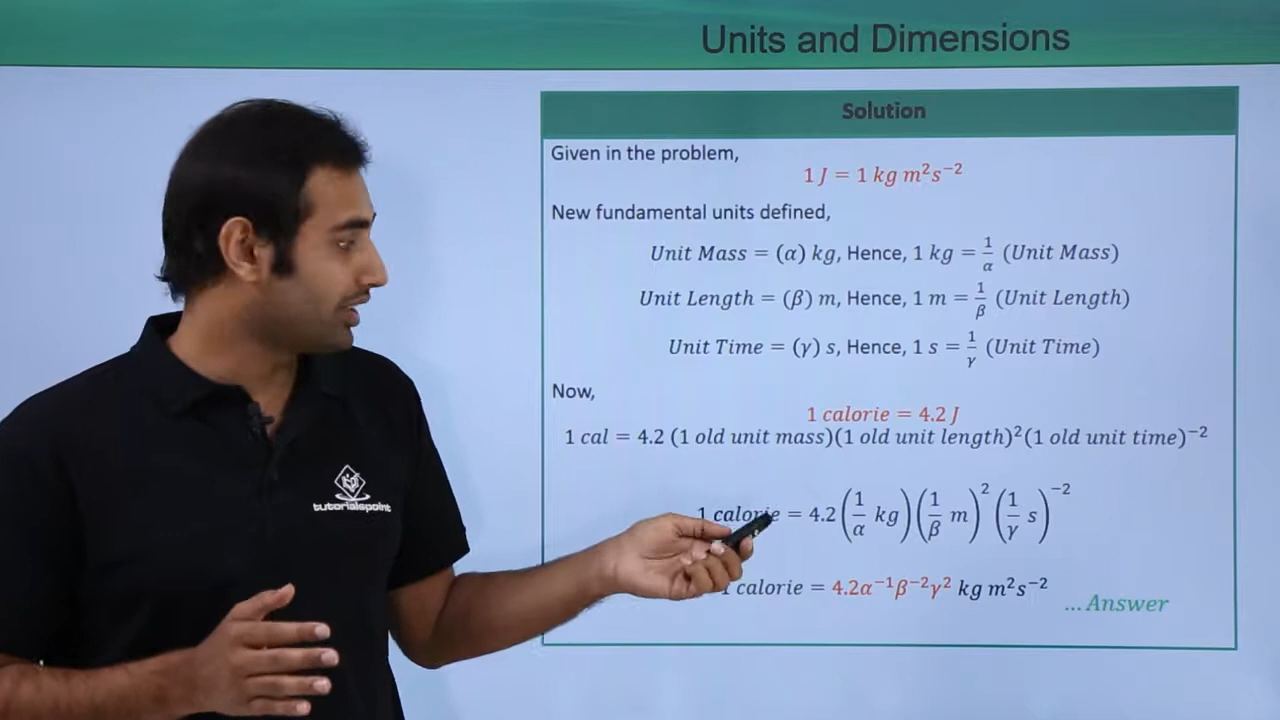 Units and Dimensions
Solution
Given in the problem,
1 J = 1 kg m²s⁻²
New fundamental units defined,
Unit Mass = (α) kg, Hence, 1 kg = 1/α (Unit Mass)
Unit Length = (β) m, Hence, 1 m = 1/β (Unit Length)
Unit Time = (γ) s, Hence, 1 s = 1/γ (Unit Time)
Now,
1 calorie = 4.2 J
1 cal = 4.2 (1 old unit mass)(1 old unit length)²(1 old unit time)⁻²
1 calorie = 4.2 (1/α kg) (1/β m)² (1/γ s)⁻²
1 calorie = 4.2α⁻¹β⁻²γ² kg m²s⁻²
... Answer
tutorialspoint